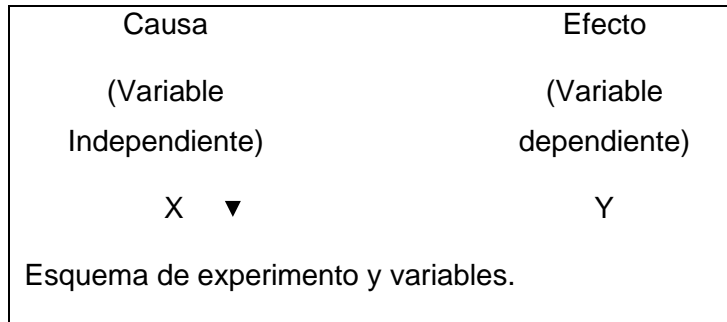 Causa Efecto
(Variable (Variable
Independiente) dependiente)
X ▼ Y
Esquema de experimento y variables.